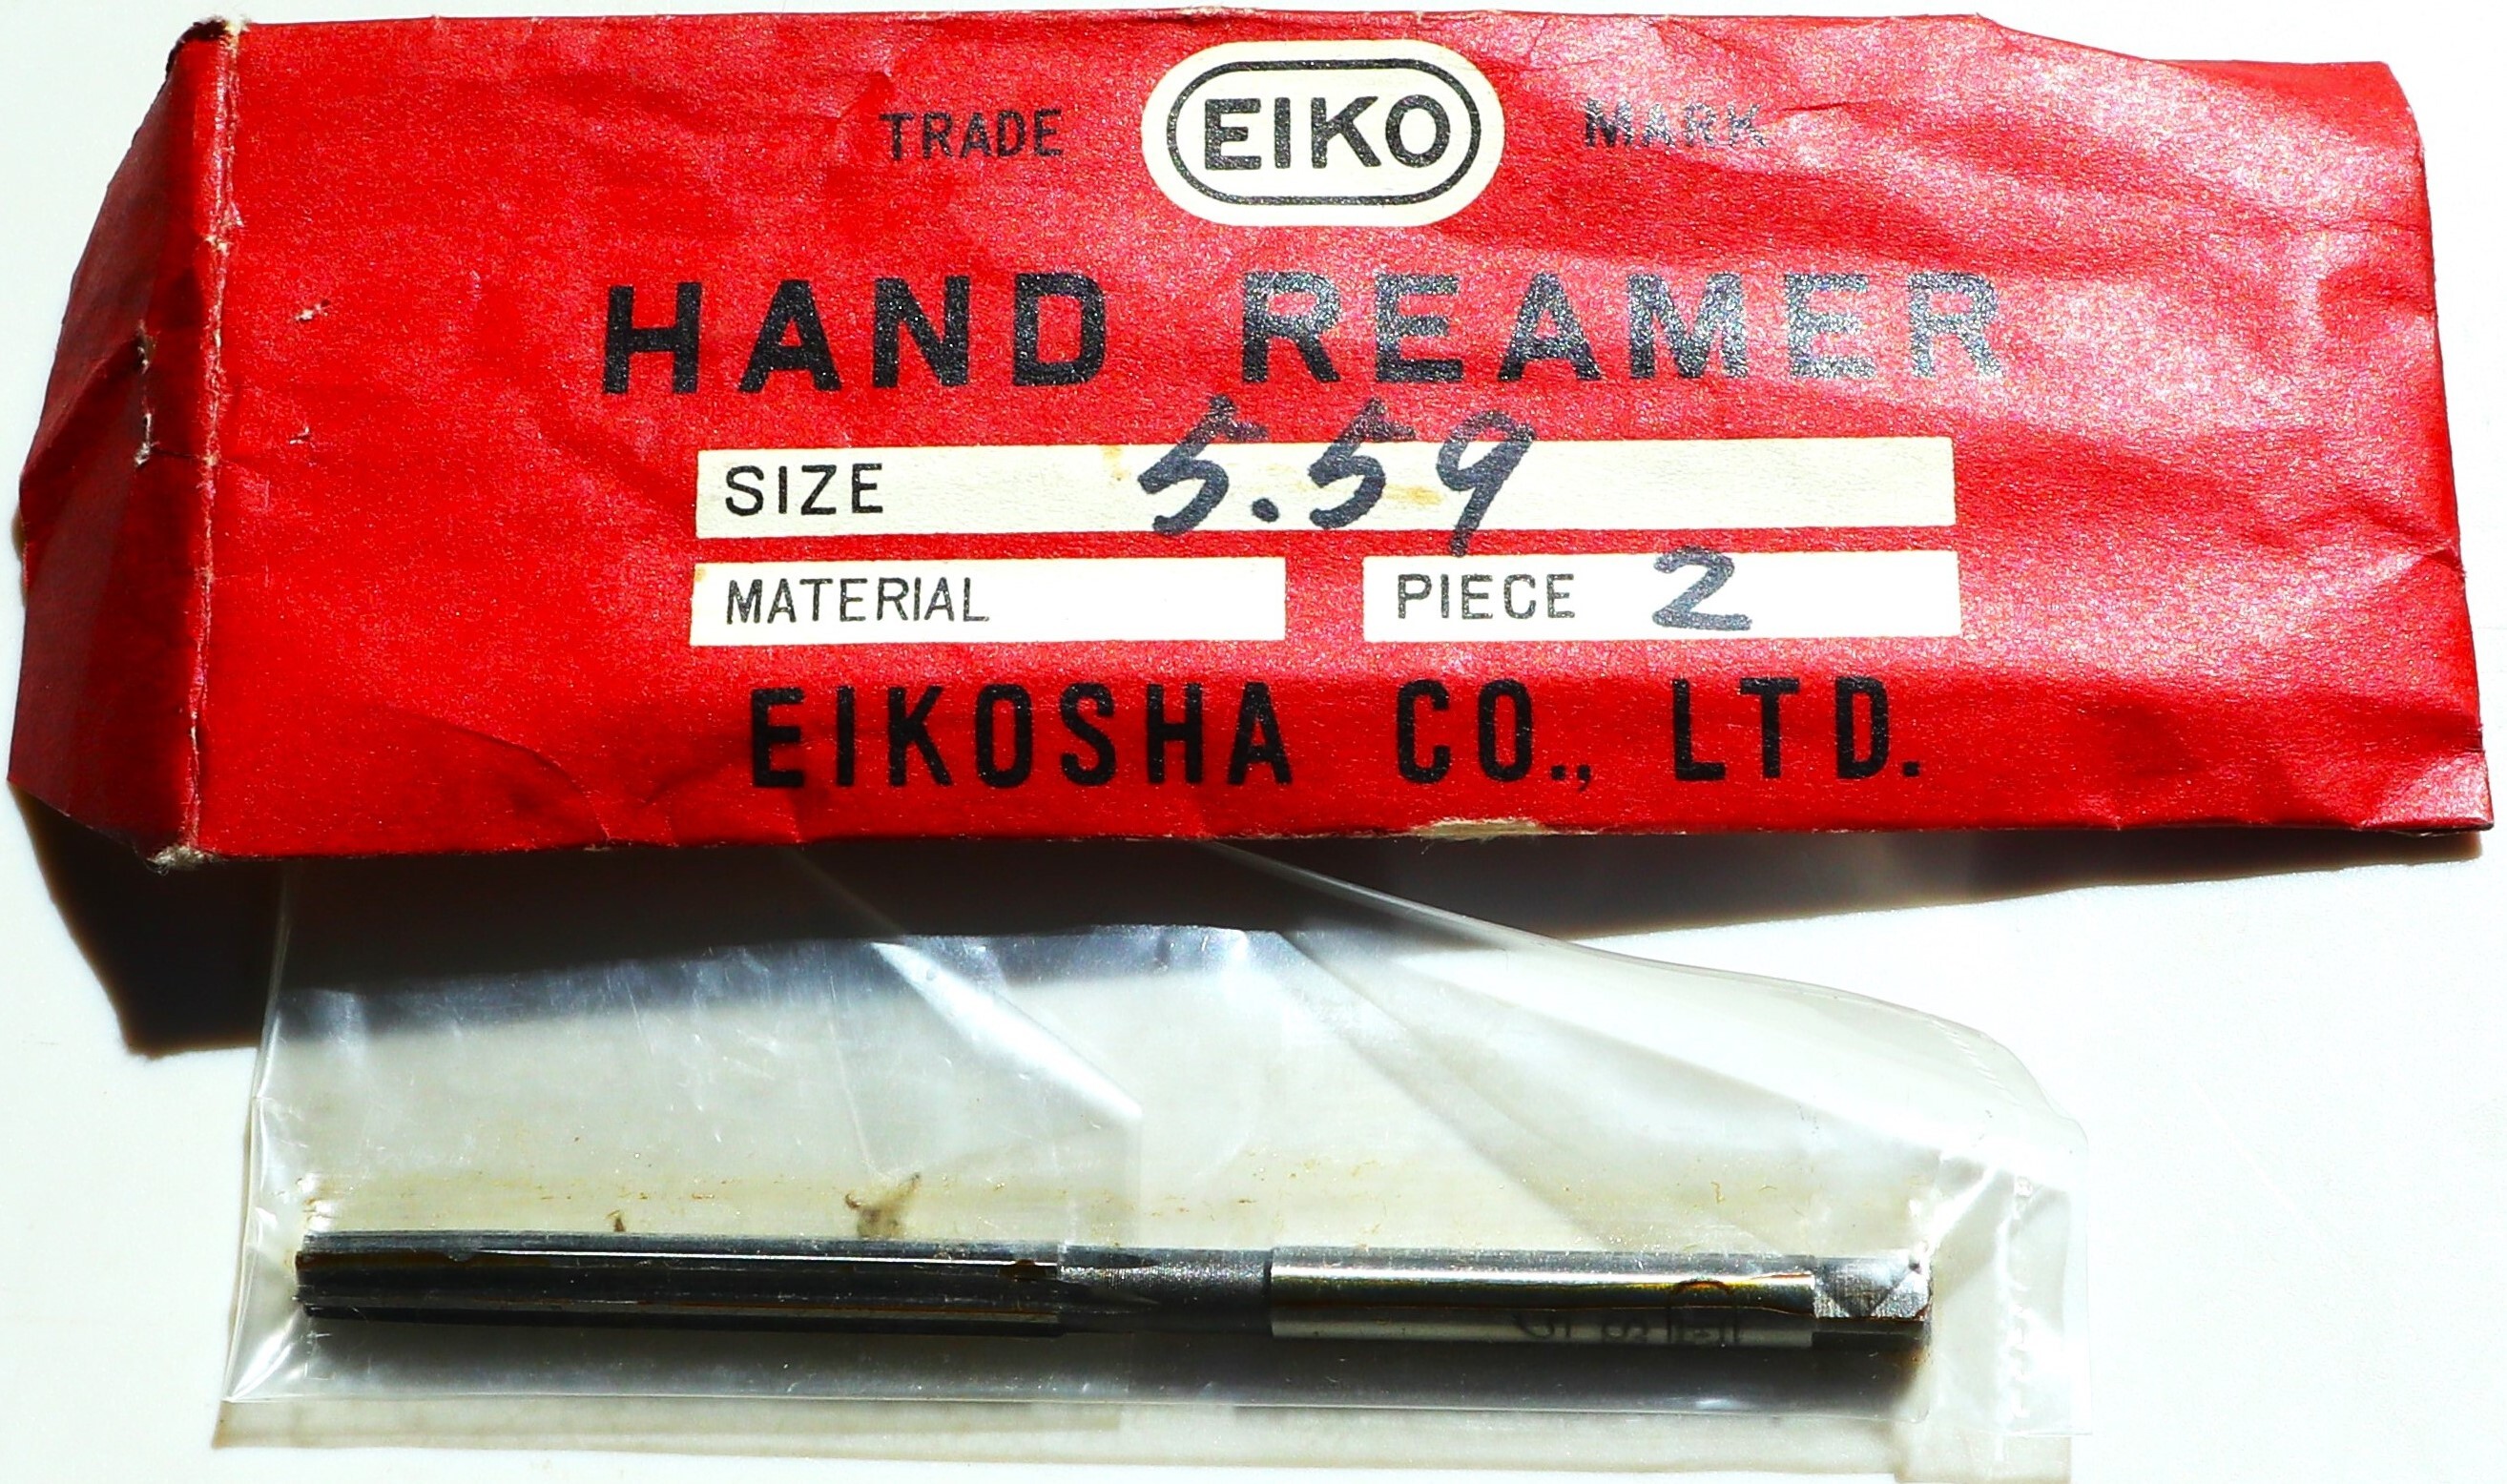 TRADE EIKO MARK
HAND REAMER
SIZE 5.59
MATERIAL PIECE 2
EIKOSHA CO., LTD.